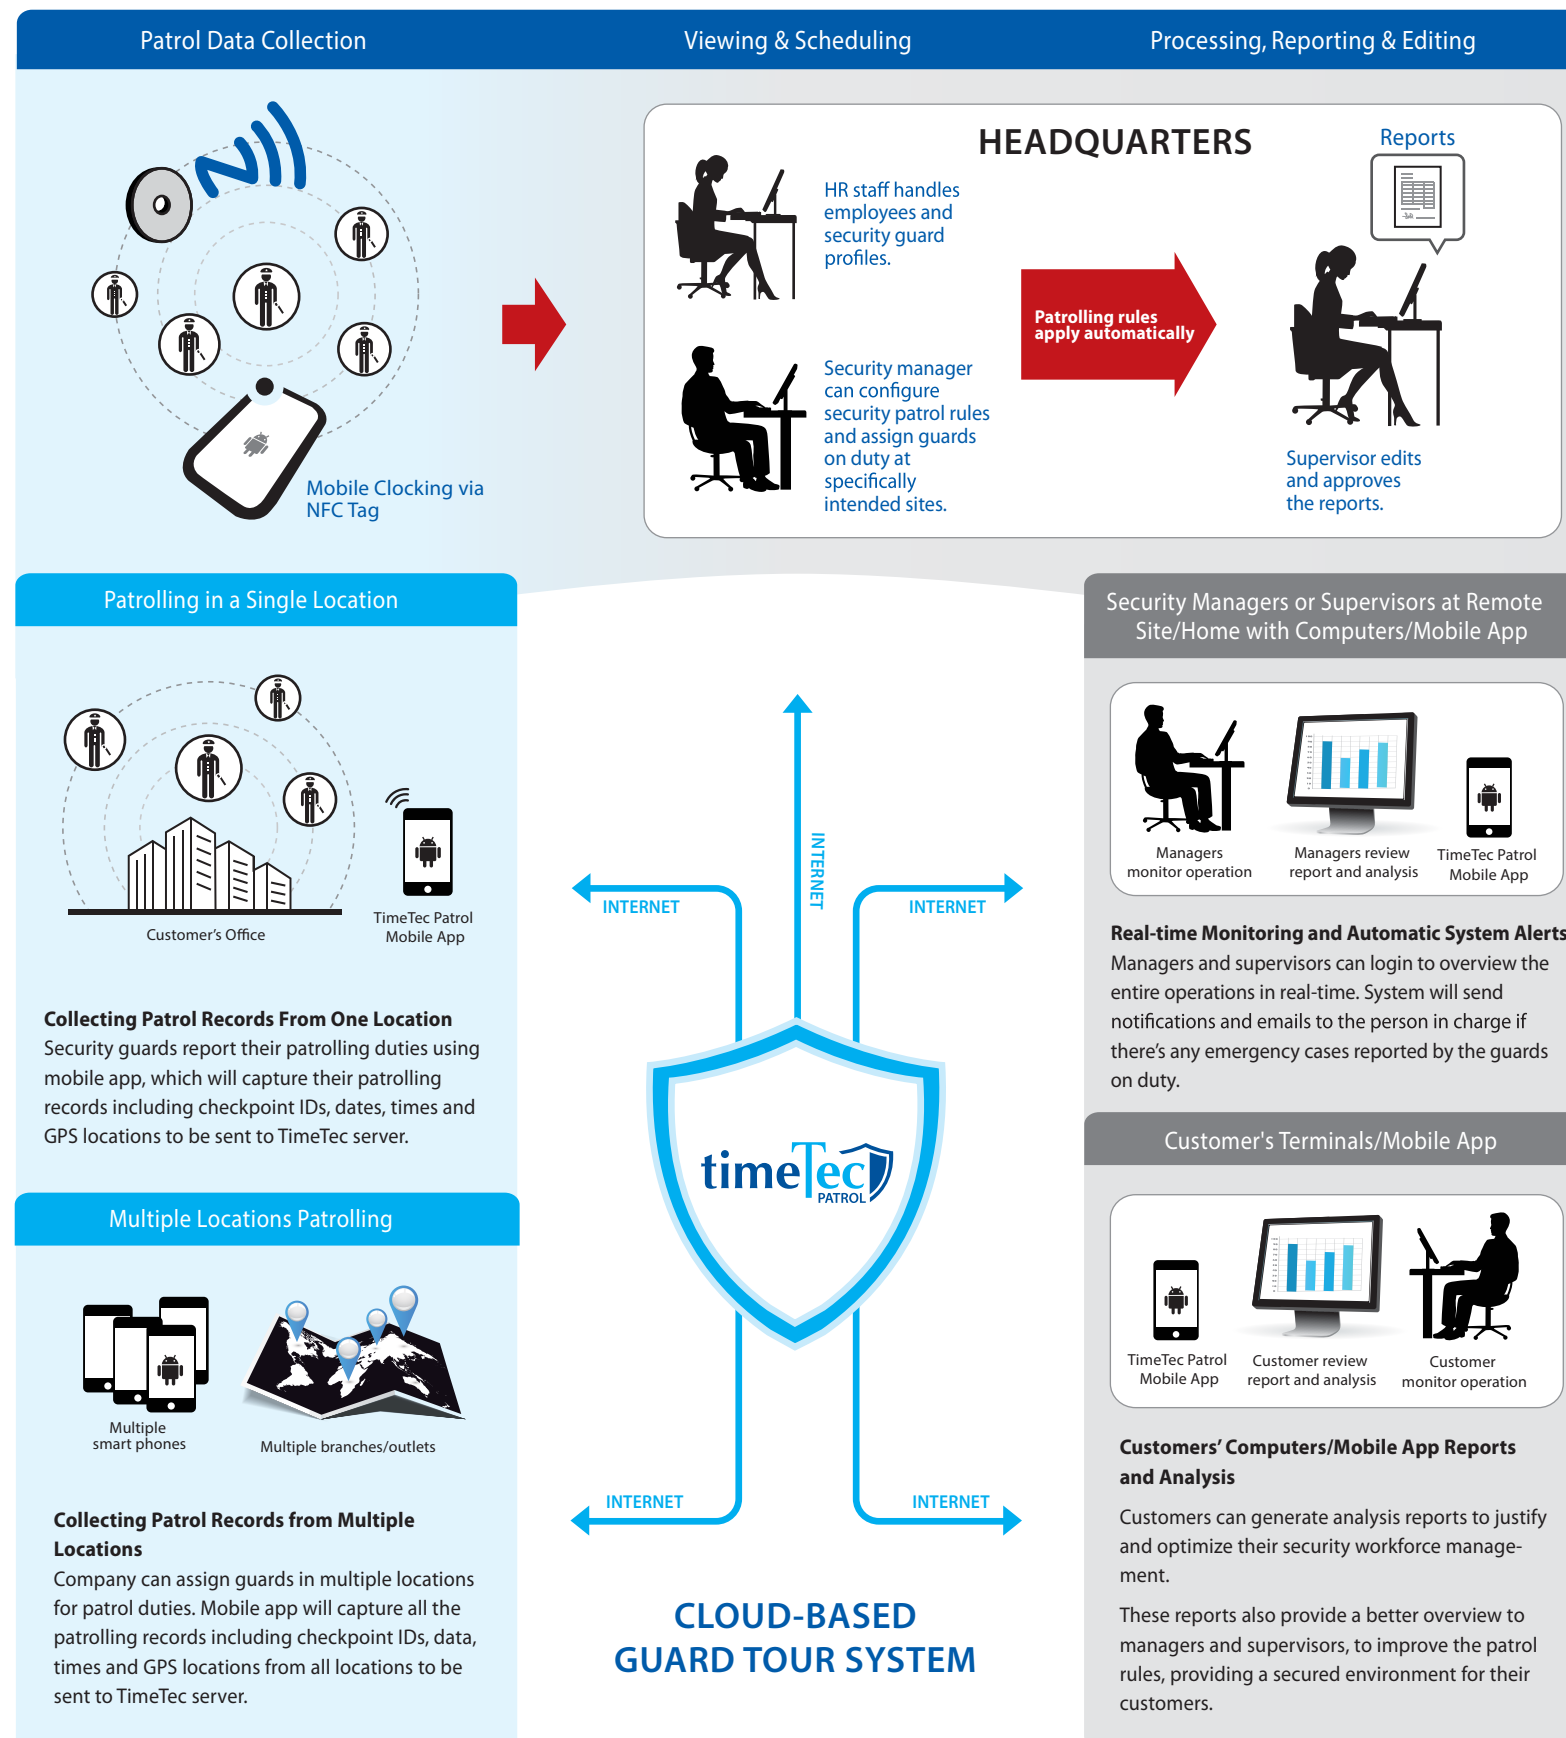 Patrol Data Collection
Viewing & Scheduling
Processing, Reporting & Editing
Mobile Clocking via
NFC Tag
HEADQUARTERS
HR staff handles
employees and
security guard
profiles.
Security manager
can configure
security patrol rules
and assign guards
on duty at
specifically
intended sites.
Patrolling rules
apply automatically
Reports
Supervisor edits
and approves
the reports.
Patrolling in a Single Location
Customer's Office
TimeTec Patrol
Mobile App
Collecting Patrol Records From One Location
Security guards report their patrolling duties using
mobile app, which will capture their patrolling
records including checkpoint IDs, dates, times and
GPS locations to be sent to TimeTec server.
Multiple Locations Patrolling
Multiple
smart phones
Multiple branches/outlets
Collecting Patrol Records from Multiple
Locations
Company can assign guards in multiple locations
for patrol duties. Mobile app will capture all the
patrolling records including checkpoint IDs, data,
times and GPS locations from all locations to be
sent to TimeTec server.
INTERNET
INTERNET
INTERNET
timeTec
PATROL
INTERNET
INTERNET
CLOUD-BASED
GUARD TOUR SYSTEM
Security Managers or Supervisors at Remote
Site/Home with Computers/Mobile App
Managers
monitor operation
Managers review
report and analysis
TimeTec Patrol
Mobile App
Real-time Monitoring and Automatic System Alerts
Managers and supervisors can login to overview the
entire operations in real-time. System will send
notifications and emails to the person in charge if
there's any emergency cases reported by the guards
on duty.
Customer's Terminals/Mobile App
TimeTec Patrol
Mobile App
Customer review
report and analysis
Customer
monitor operation
Customers' Computers/Mobile App Reports
and Analysis
Customers can generate analysis reports to justify
and optimize their security workforce manage-
ment.
These reports also provide a better overview to
managers and supervisors, to improve the patrol
rules, providing a secured environment for their
customers.